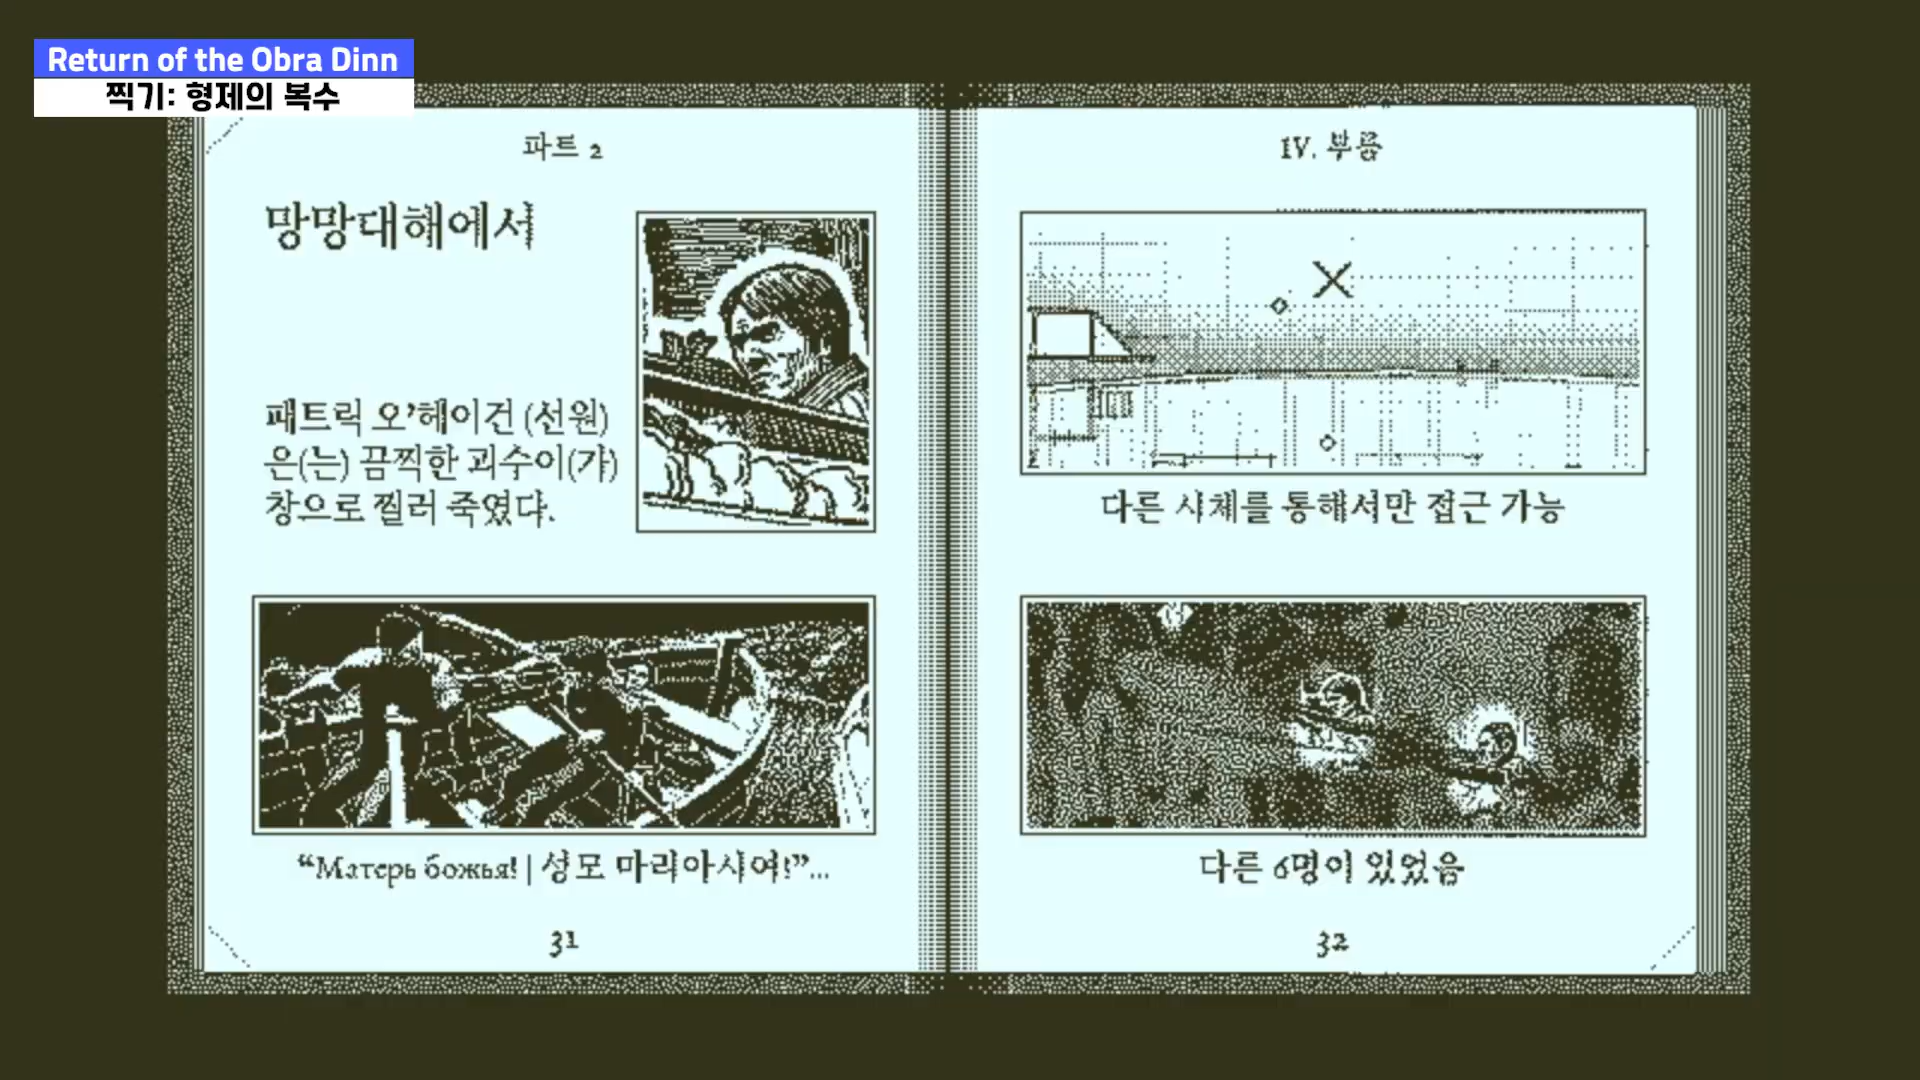 Return of the Obra Dinn
찍기: 형제의 복수
파트 2
망망대해에서
패트릭 오'헤이건 (선원)
은(는) 끔찍한 괴수이(가)
창으로 찔러 죽였다.
“Матерь божья! | 성모 마리아시여!”...
31
IV. 부름
다른 시체를 통해서만 접근 가능
다른 6명이 있었음
32